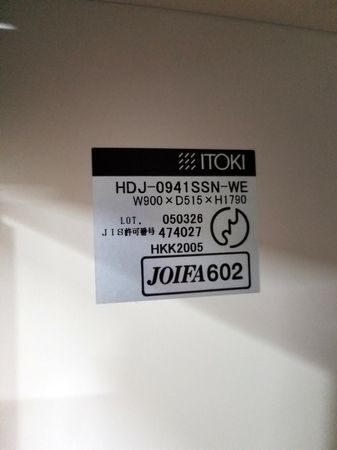 ITOKI
HDJ-0941SSN-WE
W900×D515×H1790
LOT. 050326
JIS許可番号 474027
HKK2005
JOIFA602